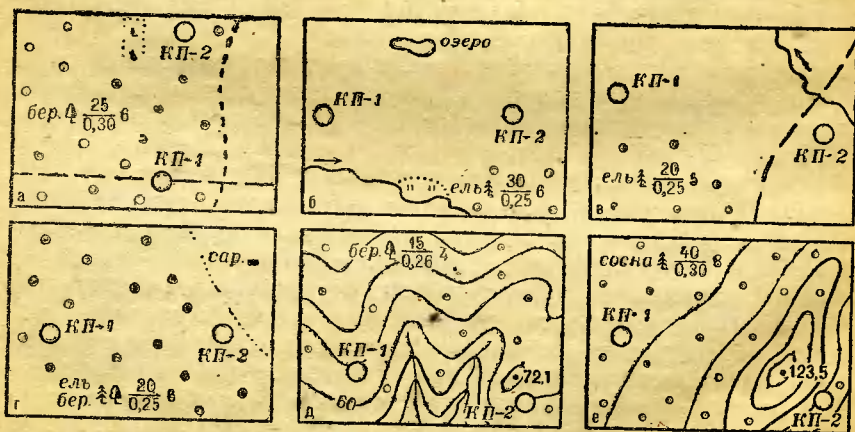 КП-2
бер. 25 6
0,30
КП-1
а
озеро
КП-1
КП-2
ель 30 6
0,25
б
КП-1
КП-2
ель 20 5
0,25
в
сар.
КП-1
КП-2
ель
бер. 20 6
0,25
г
бер. 15 4
0,26
КП-1
72,1
60
КП-2
д
сосна 40 8
0,30
КП-1
123,5
КП-2
е